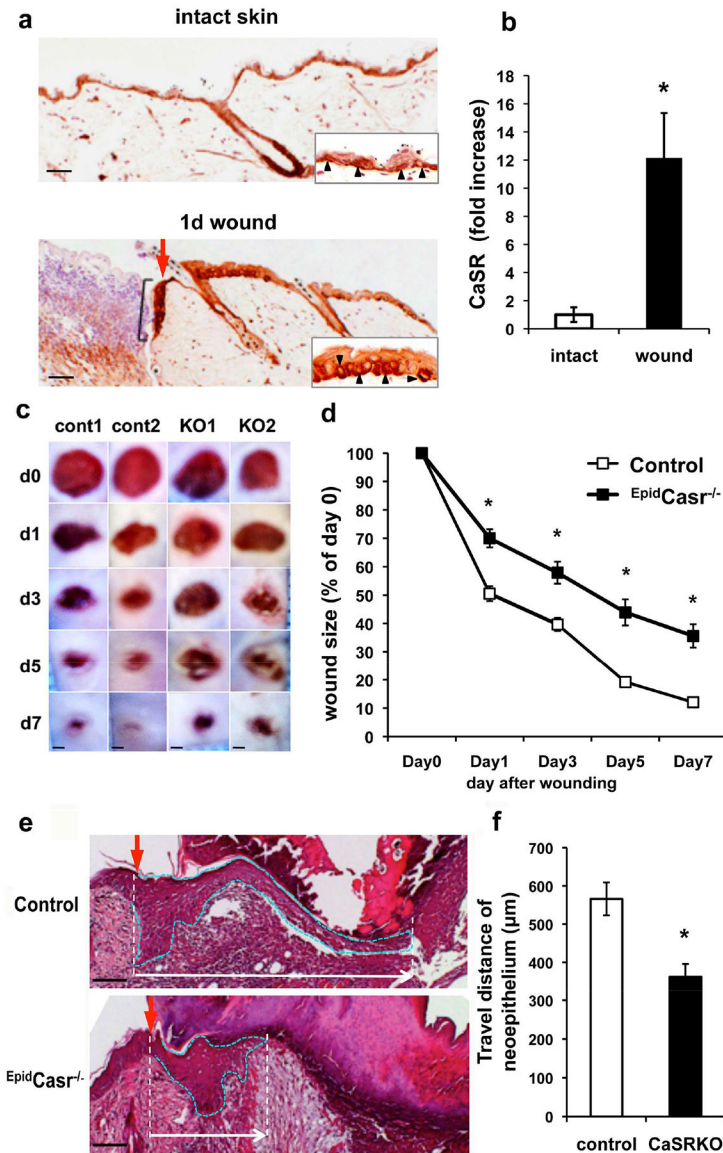 a
intact skin
1d wound
b
CaSR (fold increase)
18
16
14
12
10
8
6
4
2
0
*
intact wound
c
cont1 cont2 KO1 KO2
d0
d1
d3
d5
d7
d
wound size (% of day 0)
100
90
80
70
60
50
40
30
20
10
0
Control
EpidCasr-/-
* * * *
Day0 Day1 Day3 Day5 Day7
day after wounding
e
Control
EpidCasr-/-
f
Travel distance of
neoepithelium (μm)
700
600
500
400
300
200
100
0
*
control CaSRKO